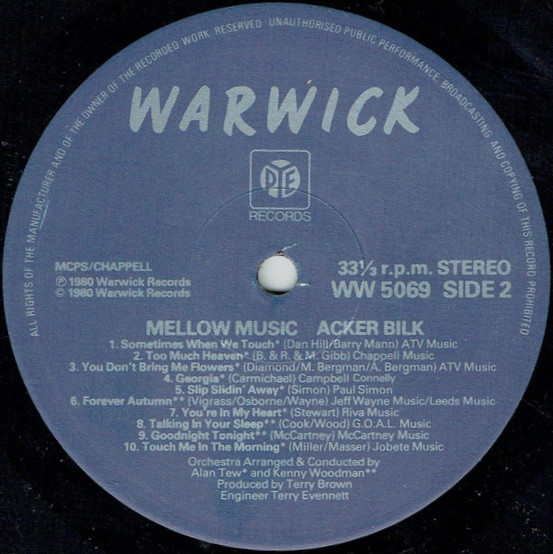 ALL RIGHTS OF THE MANUFACTURER AND OF THE OWNER OF THE RECORDED WORK RESERVED. UNAUTHORISED PUBLIC PERFORMANCE, BROADCASTING AND COPYING OF THIS RECORD PROHIBITED
WARWICK
PYE
RECORDS
MCPS/CHAPPELL
℗ 1980 Warwick Records
© 1980 Warwick Records
33⅓ r.p.m. STEREO
WW 5069 SIDE 2
MELLOW MUSIC ACKER BILK
1. Sometimes When We Touch* (Dan Hill/Barry Mann) ATV Music
2. Too Much Heaven* (B. & R. & M. Gibb) Chappell Music
3. You Don't Bring Me Flowers* (Diamond/M. Bergman/A. Bergman) ATV Music
4. Georgia* (Carmichael) Campbell Connelly
5. Slip Slidin' Away* (Simon) Paul Simon
6. Forever Autumn** (Vigrass/Osborne/Wayne) Jeff Wayne Music/Leeds Music
7. You're In My Heart* (Stewart) Riva Music
8. Talking In Your Sleep** (Cook/Wood) G.O.A.L. Music
9. Goodnight Tonight** (McCartney) McCartney Music
10. Touch Me In The Morning* (Miller/Masser) Jobete Music
Orchestra Arranged & Conducted by
Alan Tew* and Kenny Woodman**
Produced by Terry Brown
Engineer Terry Evennett